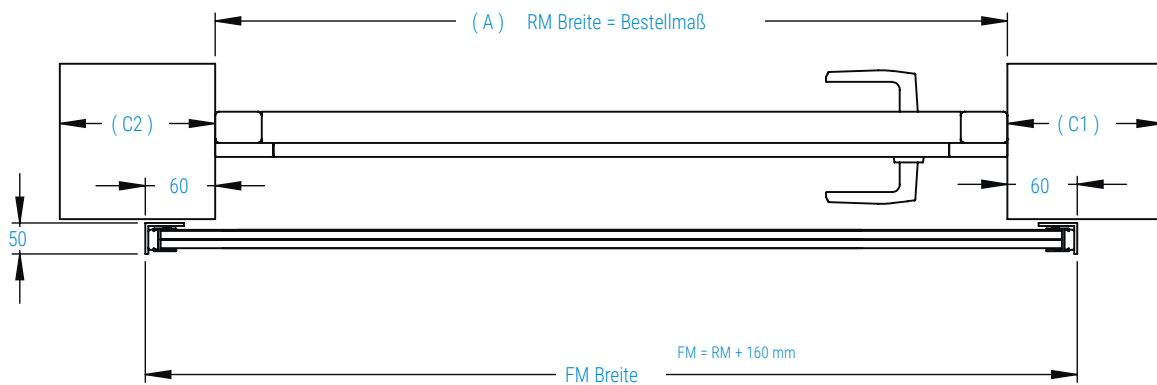 ( A ) RM Breite = Bestellmaß
( C2 )
( C1 )
60
60
50
FM = RM + 160 mm
FM Breite